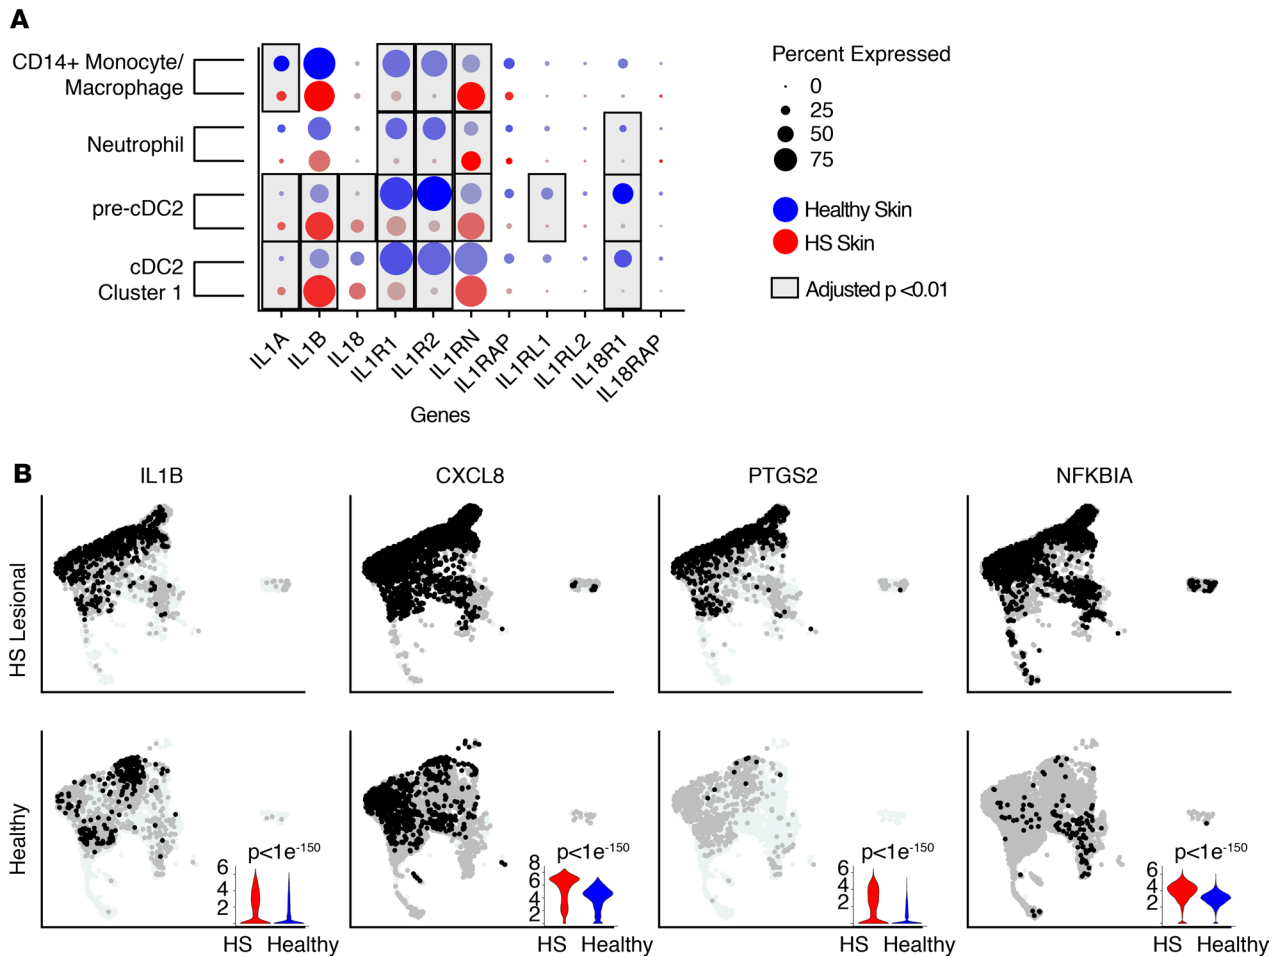 A
CD14+ Monocyte/
Macrophage
Neutrophil
pre-cDC2
cDC2
Cluster 1
IL1A
IL1B
IL18
IL1R1
IL1R2
IL1RN
IL1RAP
IL1RL1
IL1RL2
IL18R1
IL18RAP
Genes
Percent Expressed
0
25
50
75
Healthy Skin
HS Skin
Adjusted p <0.01
B
IL1B
CXCL8
PTGS2
NFKBIA
HS Lesional
Healthy
p<1e-150
6
4
2
HS Healthy
p<1e-150
8
6
4
2
HS Healthy
p<1e-150
6
4
2
HS Healthy
p<1e-150
6
4
2
HS Healthy